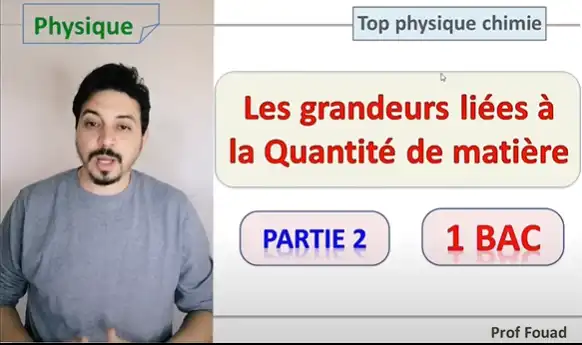 Physique
Top physique chimie
Les grandeurs liées à
la Quantité de matière
PARTIE 2
1 BAC
Prof Fouad